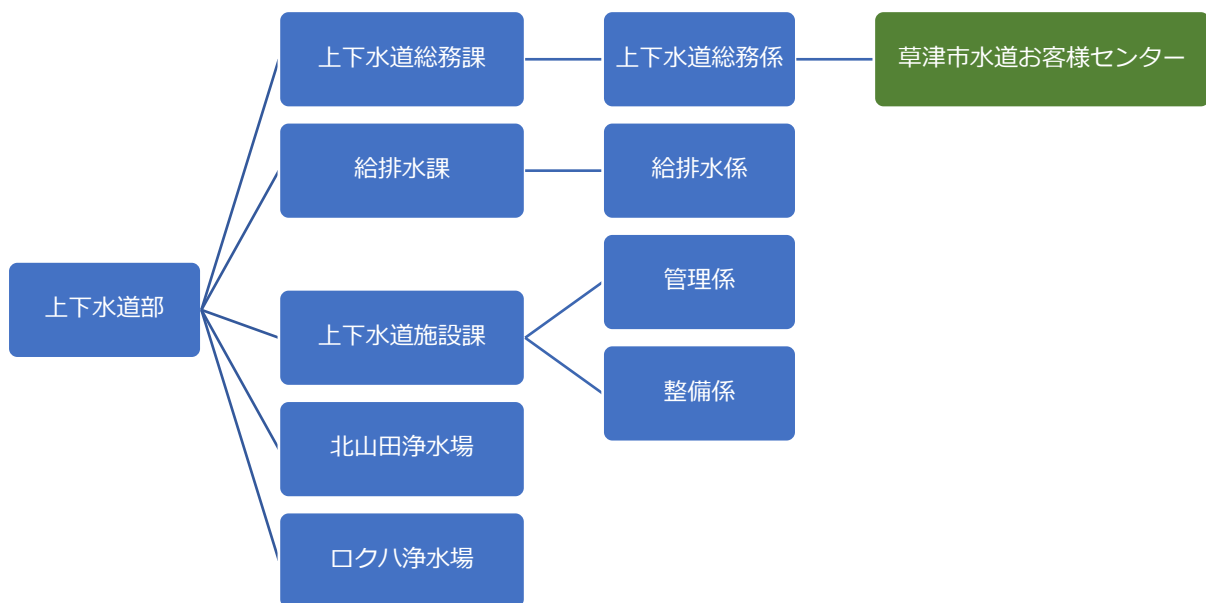 上下水道部
上下水道総務課
上下水道総務係
草津市水道お客様センター
給排水課
給排水係
上下水道施設課
管理係
整備係
北山田浄水場
ロクハ浄水場